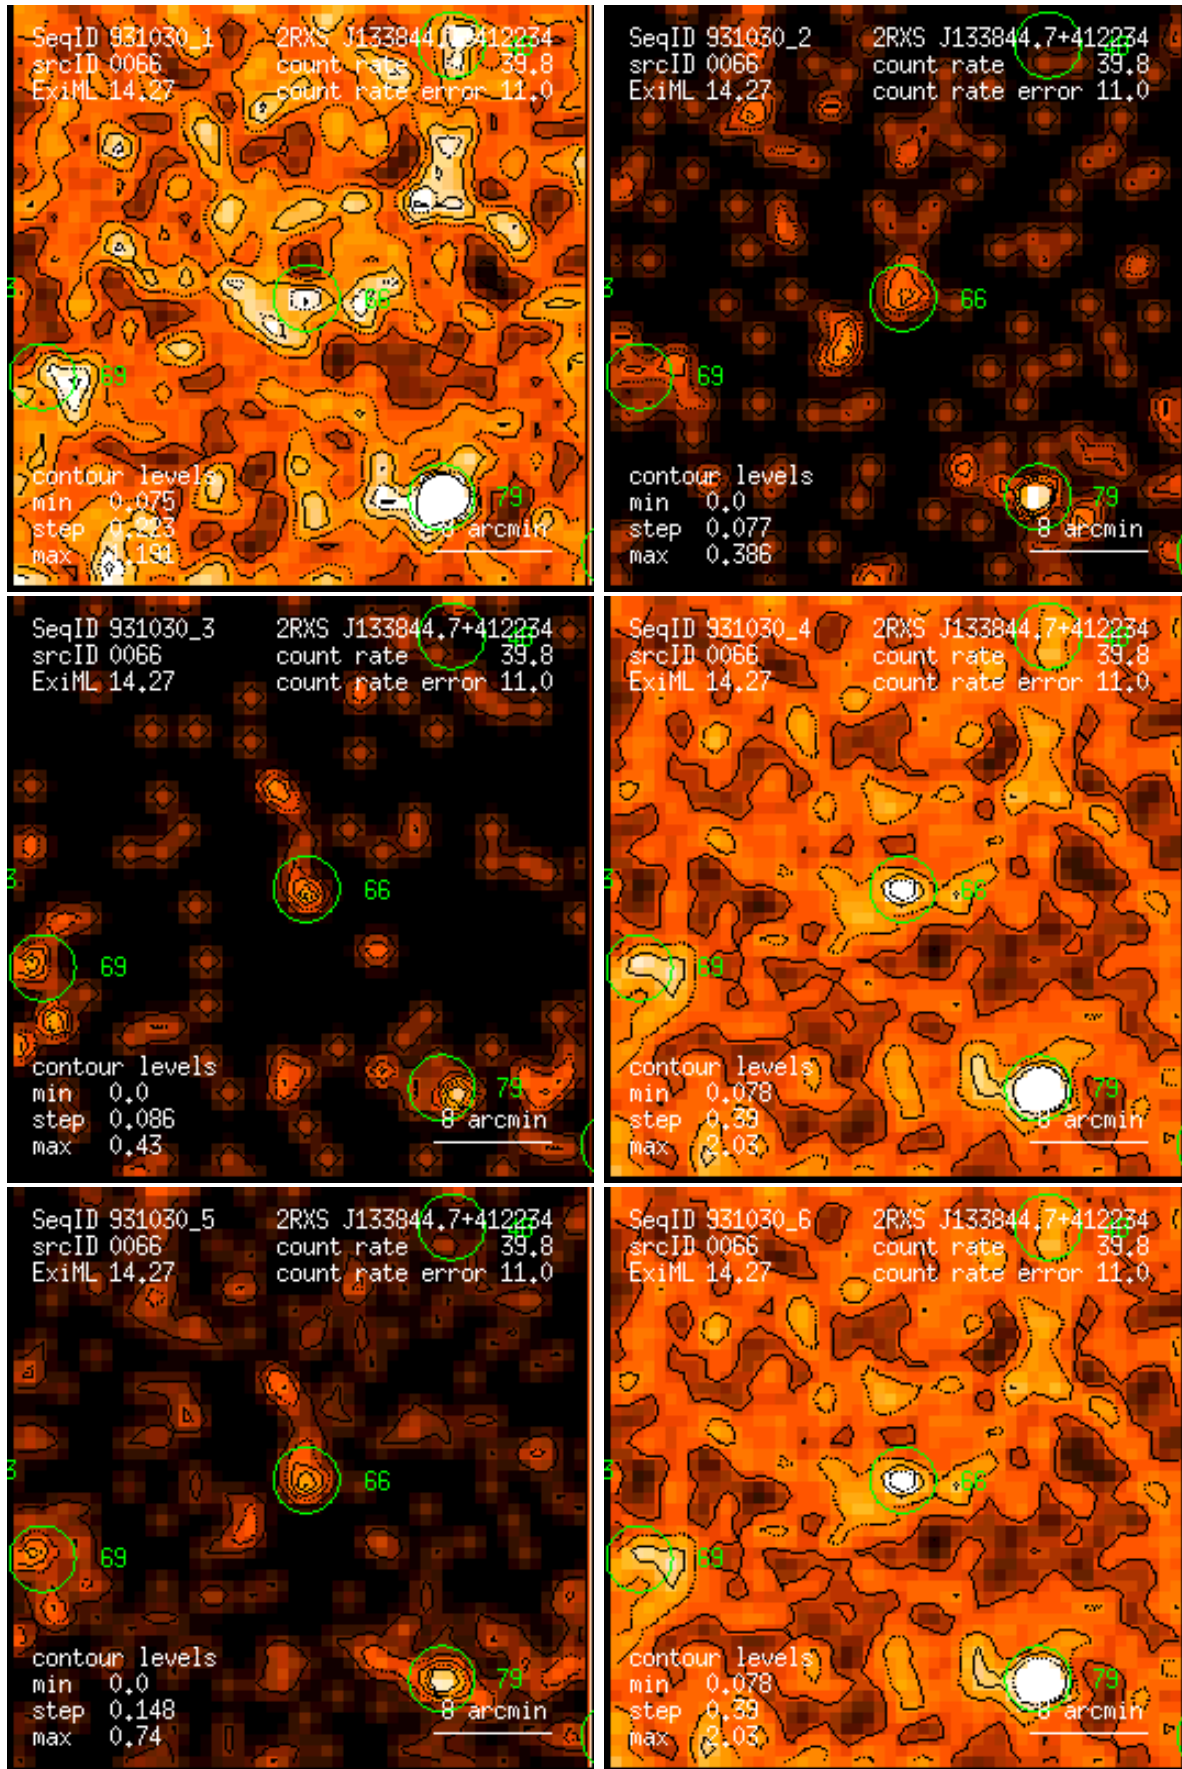 SeqID 931030_1 2RXS J133844.7+412234
srcID 0066 count rate 39.8
ExiML 14.27 count rate error 11.0
66
69
contour levels
min 0.075
79
step 0.223
8 arcmin
max 1.191
SeqID 931030_2 2RXS J133844.7+412234
srcID 0066 count rate 39.8
ExiML 14.27 count rate error 11.0
3
66
69
contour levels
min 0.0
79
step 0.077
8 arcmin
max 0.386
SeqID 931030_3 2RXS J133844.7+412234
srcID 0066 count rate 39.8
ExiML 14.27 count rate error 11.0
3
66
69
contour levels
min 0.0
79
step 0.086
8 arcmin
max 0.43
SeqID 931030_4 2RXS J133844.7+412234
srcID 0066 count rate 39.8
ExiML 14.27 count rate error 11.0
3
66
69
contour levels
min 0.078
79
step 0.39
8 arcmin
max 2.03
SeqID 931030_5 2RXS J133844.7+412234
srcID 0066 count rate 39.8
ExiML 14.27 count rate error 11.0
3
66
69
contour levels
min 0.0
79
step 0.148
8 arcmin
max 0.74
SeqID 931030_6 2RXS J133844.7+412234
srcID 0066 count rate 39.8
ExiML 14.27 count rate error 11.0
3
66
69
contour levels
min 0.078
79
step 0.39
8 arcmin
max 2.03